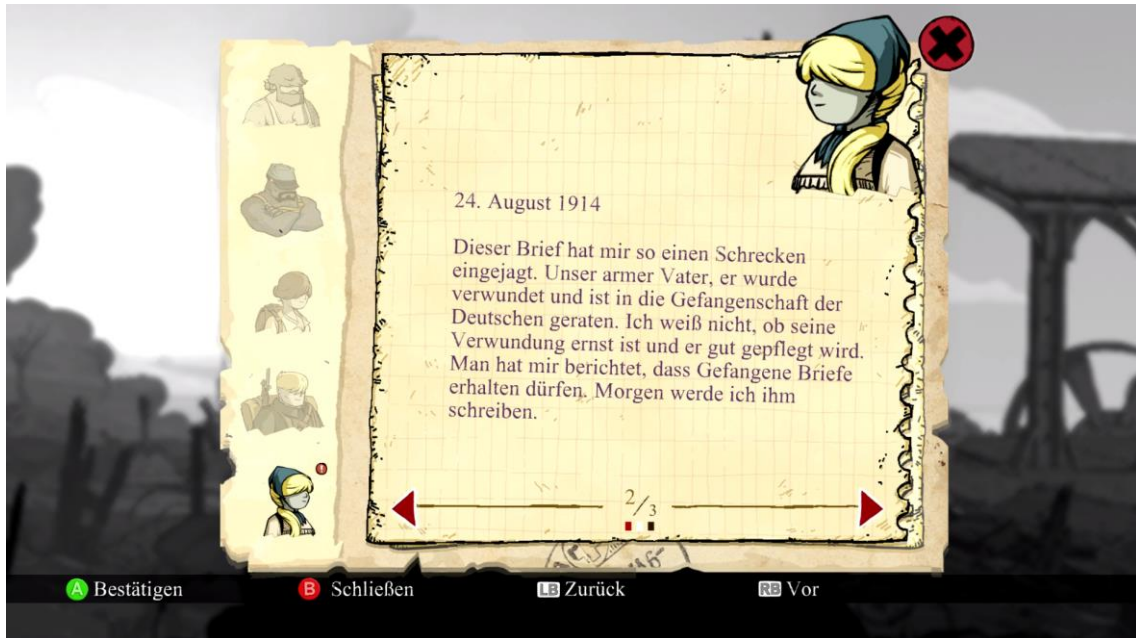 24. August 1914
Dieser Brief hat mir so einen Schrecken
eingejagt. Unser armer Vater, er wurde
verwundet und ist in die Gefangenschaft der
Deutschen geraten. Ich weiß nicht, ob seine
Verwundung ernst ist und er gut gepflegt wird.
Man hat mir berichtet, dass Gefangene Briefe
erhalten dürfen. Morgen werde ich ihm
schreiben.
2/3
A Bestätigen
B Schließen
LB Zurück
RB Vor